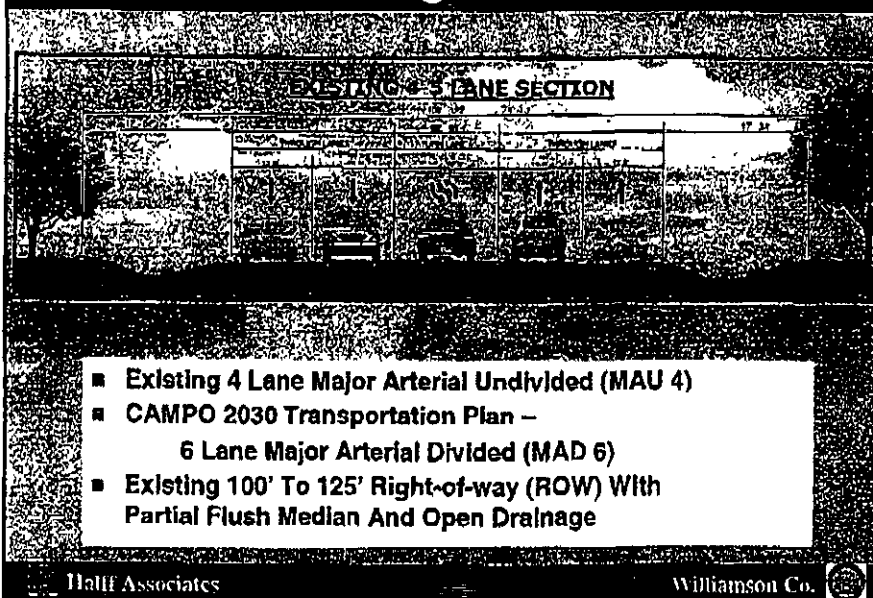 EXISTING 4-5 LANE SECTION
THROUGH LANES
■ Existing 4 Lane Major Arterial Undivided (MAU 4)
■ CAMPO 2030 Transportation Plan –
6 Lane Major Arterial Divided (MAD 6)
■ Existing 100' To 125' Right-of-way (ROW) With
Partial Flush Median And Open Drainage
Halff Associates
Williamson Co.